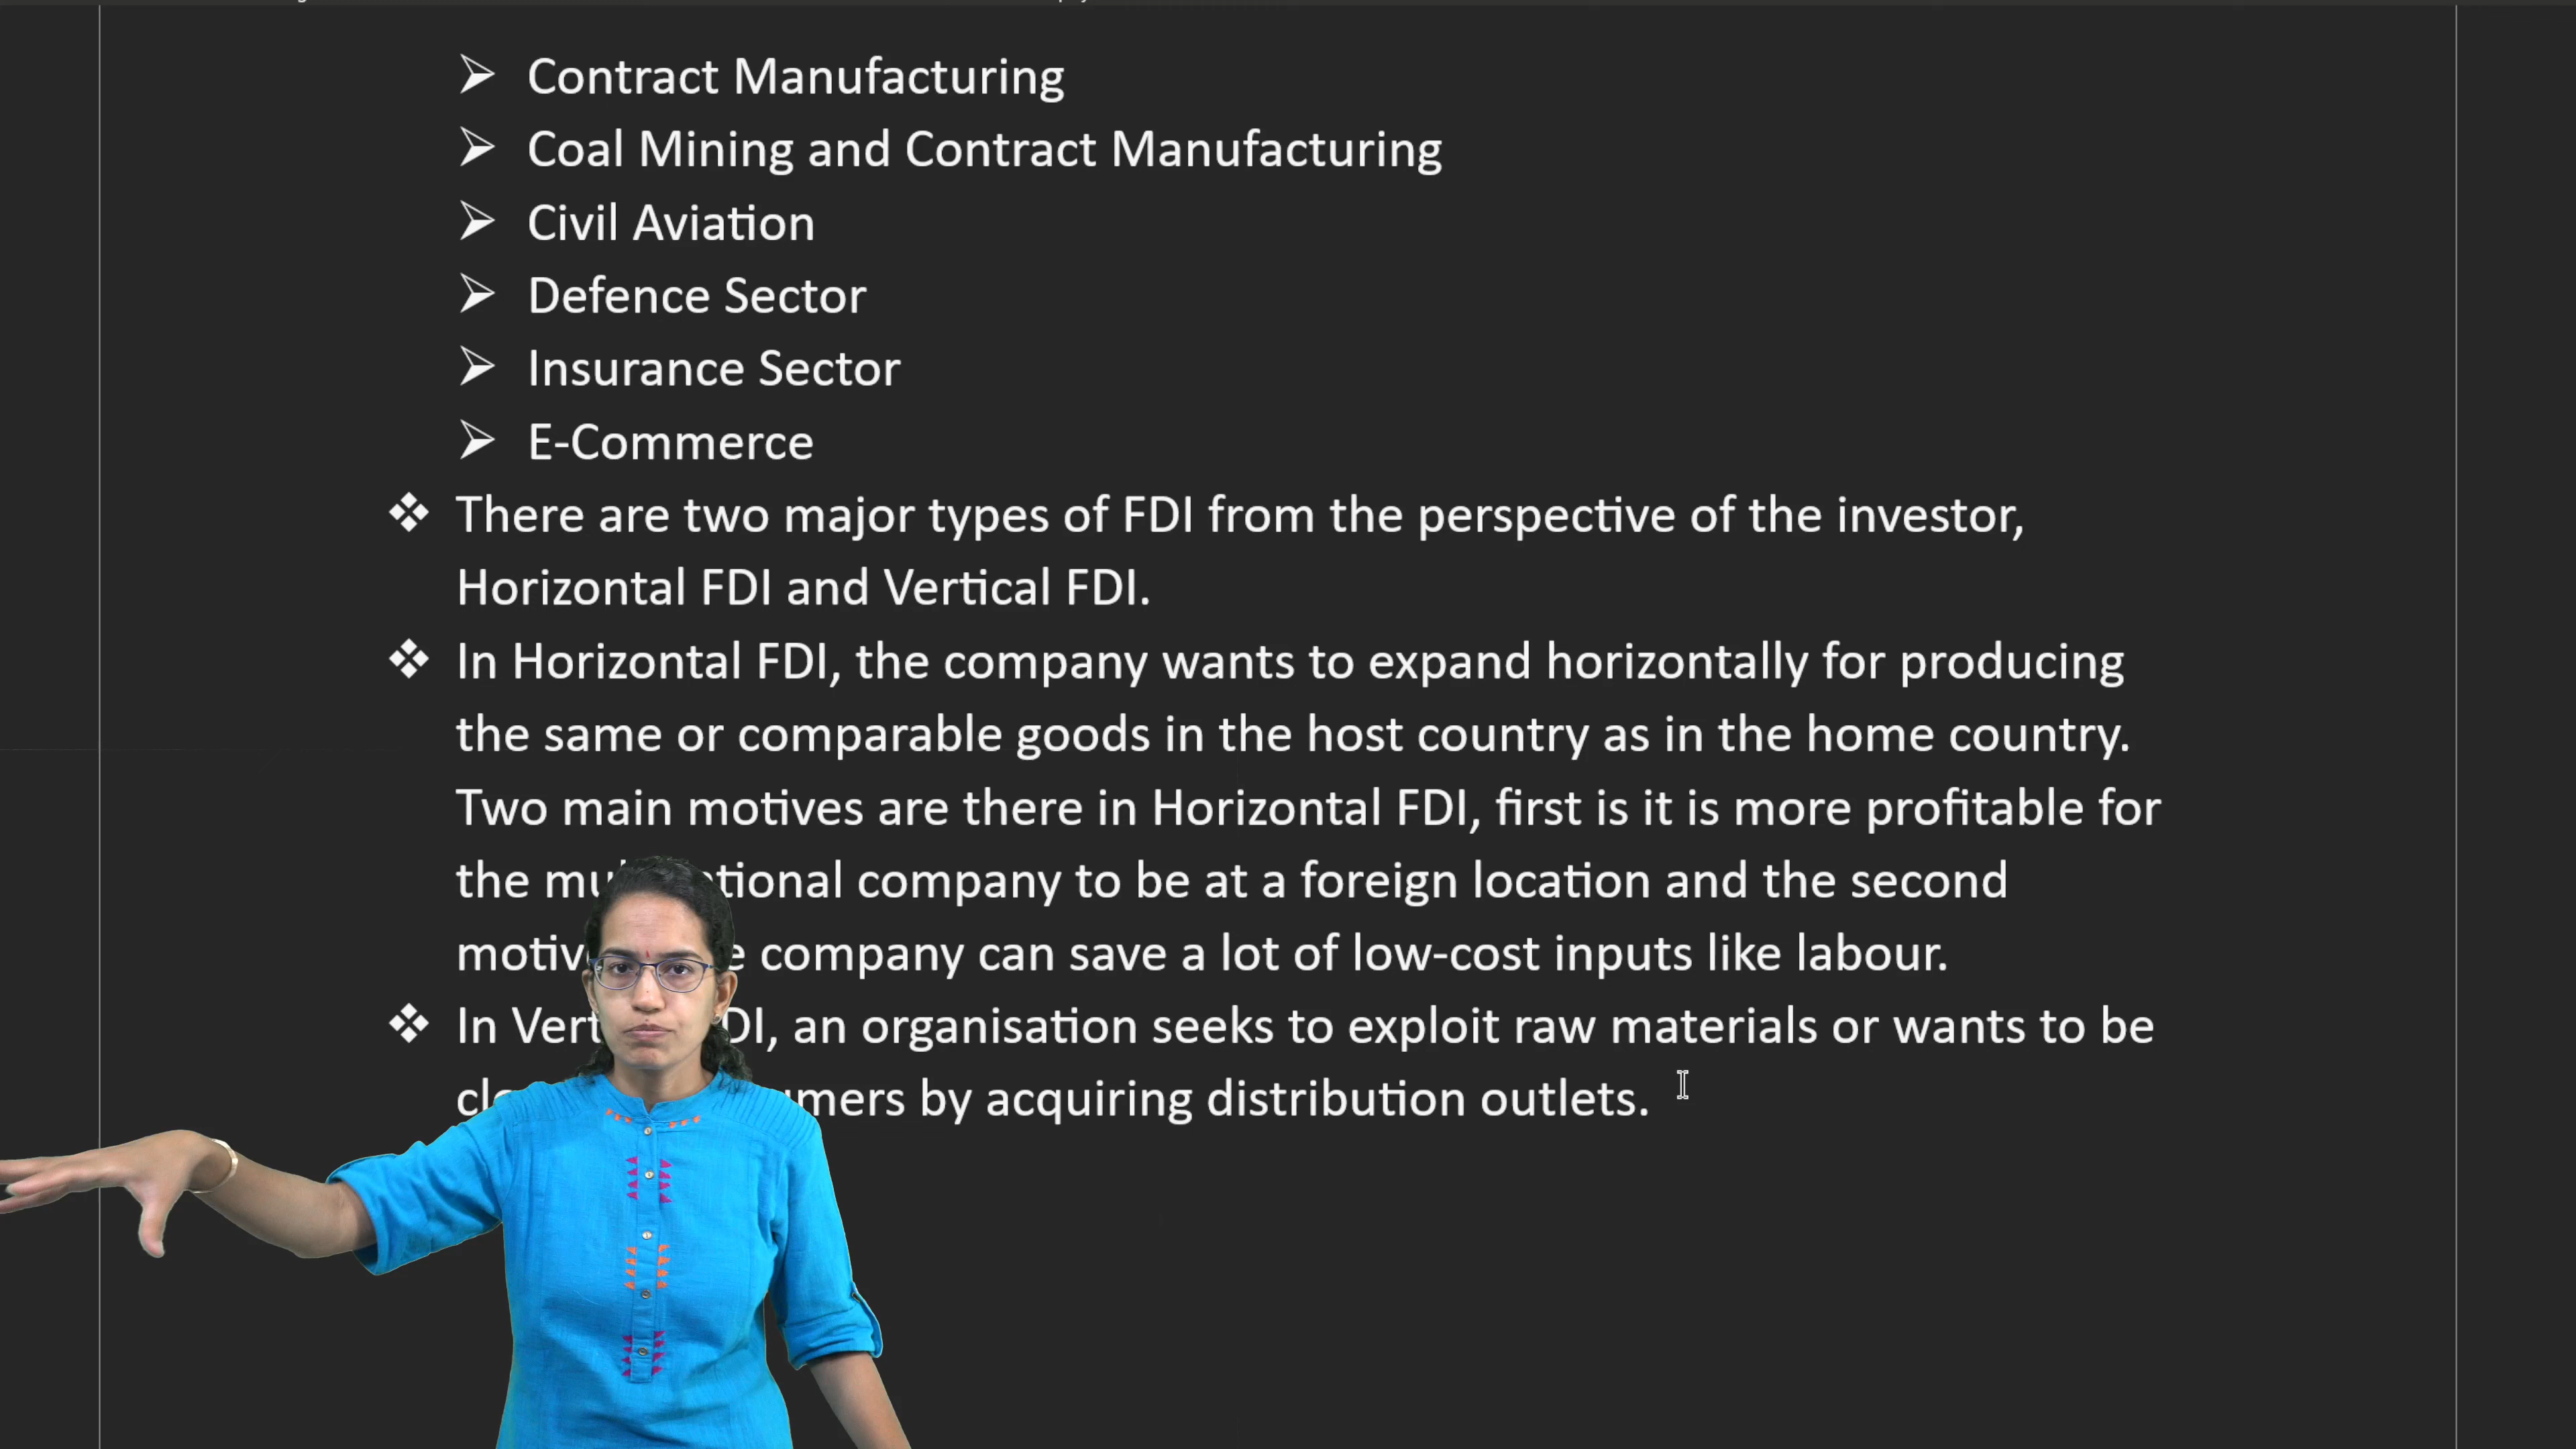 Contract Manufacturing
Coal Mining and Contract Manufacturing
Civil Aviation
Defence Sector
Insurance Sector
E-Commerce
There are two major types of FDI from the perspective of the investor,
Horizontal FDI and Vertical FDI.
In Horizontal FDI, the company wants to expand horizontally for producing
the same or comparable goods in the host country as in the home country.
Two main motives are there in Horizontal FDI, first is it is more profitable for
the company to be at a foreign location and the second
company can save a lot of low-cost inputs like labour.
In an organisation seeks to exploit raw materials or wants to be
by acquiring distribution outlets.